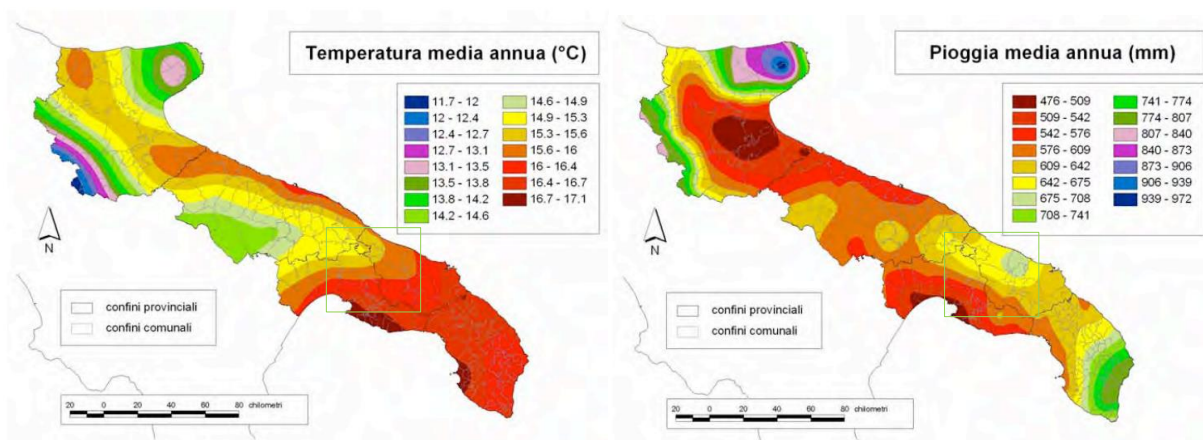 Temperatura media annua (°C)
11.7 - 12
12 - 12.4
12.4 - 12.7
12.7 - 13.1
13.1 - 13.5
13.5 - 13.8
13.8 - 14.2
14.2 - 14.6
14.6 - 14.9
14.9 - 15.3
15.3 - 15.6
15.6 - 16
16 - 16.4
16.4 - 16.7
16.7 - 17.1
N
confini provinciali
confini comunali
20 0 20 40 60 80 chilometri
Pioggia media annua (mm)
476 - 509
509 - 542
542 - 576
576 - 609
609 - 642
642 - 675
675 - 708
708 - 741
741 - 774
774 - 807
807 - 840
840 - 873
873 - 906
906 - 939
939 - 972
N
confini provinciali
confini comunali
20 0 20 40 60 80 chilometri